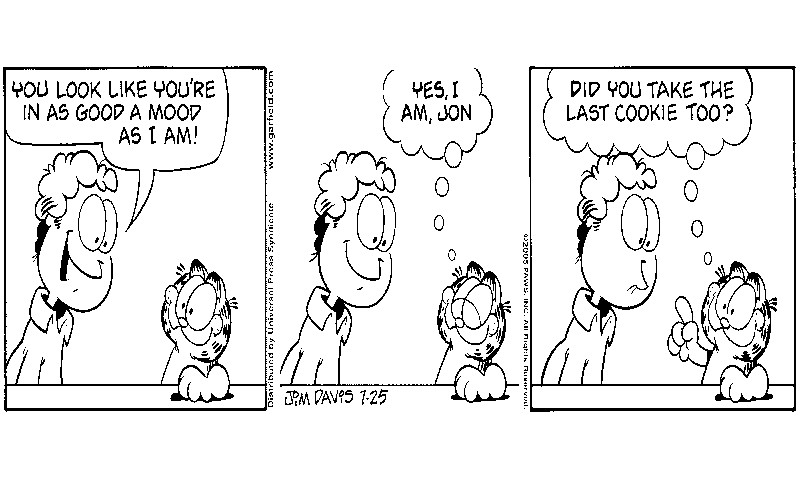 YOU LOOK LIKE YOU'RE
IN AS GOOD A MOOD
AS I AM!
www.garfield.com
Distributed by Universal Press Syndicate
YES, I
AM, JON
JIM DAVIS 7-25
DID YOU TAKE THE
LAST COOKIE TOO?
©2005 PAWS, INC. All Rights Reserved.